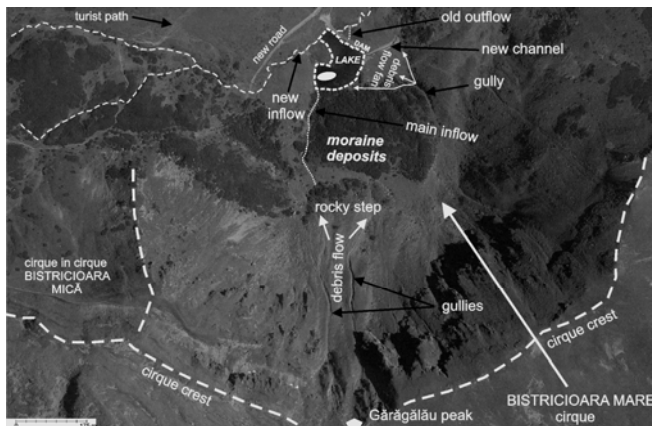 turist path
new road
old outflow
DAM
LAKE
new channel
debris
flow fan
new
inflow
gully
main inflow
moraine
deposits
rocky step
cirque in cirque
BISTRICIOARA
MICĂ
debris flow
gullies
cirque crest
cirque crest
BISTRICIOARA MARE
cirque
Gărăgălău peak